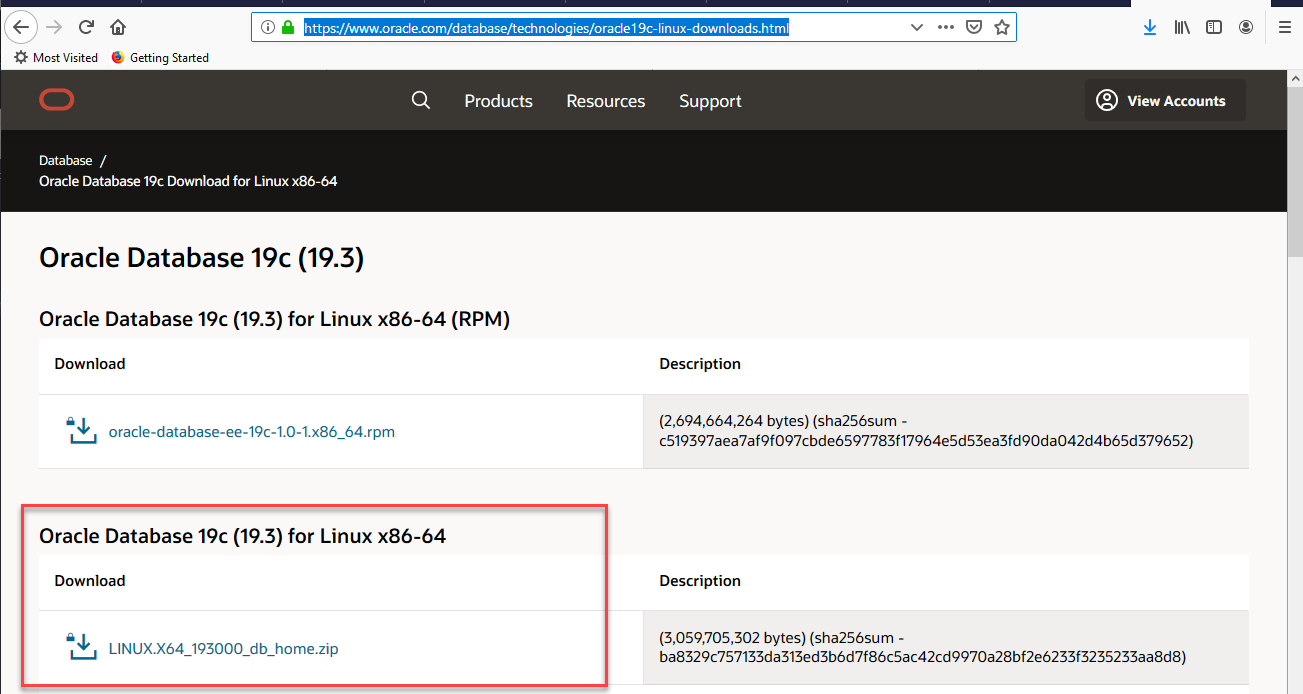 https://www.oracle.com/database/technologies/oracle19c-linux-downloads.html
Most Visited Getting Started
Products Resources Support View Accounts
Database /
Oracle Database 19c Download for Linux x86-64
Oracle Database 19c (19.3)
Oracle Database 19c (19.3) for Linux x86-64 (RPM)
Download Description
oracle-database-ee-19c-1.0-1.x86_64.rpm
(2,694,664,264 bytes) (sha256sum -
c519397aea7af9f097cbde6597783f17964e5d53ea3fd90da042d4b65d379652)
Oracle Database 19c (19.3) for Linux x86-64
Download Description
LINUX.X64_193000_db_home.zip
(3,059,705,302 bytes) (sha256sum -
ba8329c757133da313ed3b6d7f86c5ac42cd9970a28bf2e6233f3235233aa8d8)